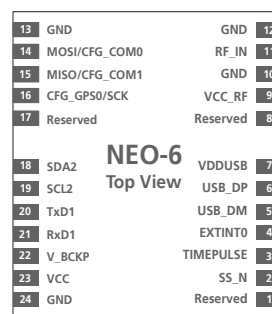 13 GND GND 12
14 MOSI/CFG_COM0 RF_IN 11
15 MISO/CFG_COM1 GND 10
16 CFG_GPS0/SCK VCC_RF 9
17 Reserved Reserved 8
NEO-6
Top View
18 SDA2 VDDUSB 7
19 SCL2 USB_DP 6
20 TxD1 USB_DM 5
21 RxD1 EXTINT0 4
22 V_BCKP TIMEPULSE 3
23 VCC SS_N 2
24 GND Reserved 1